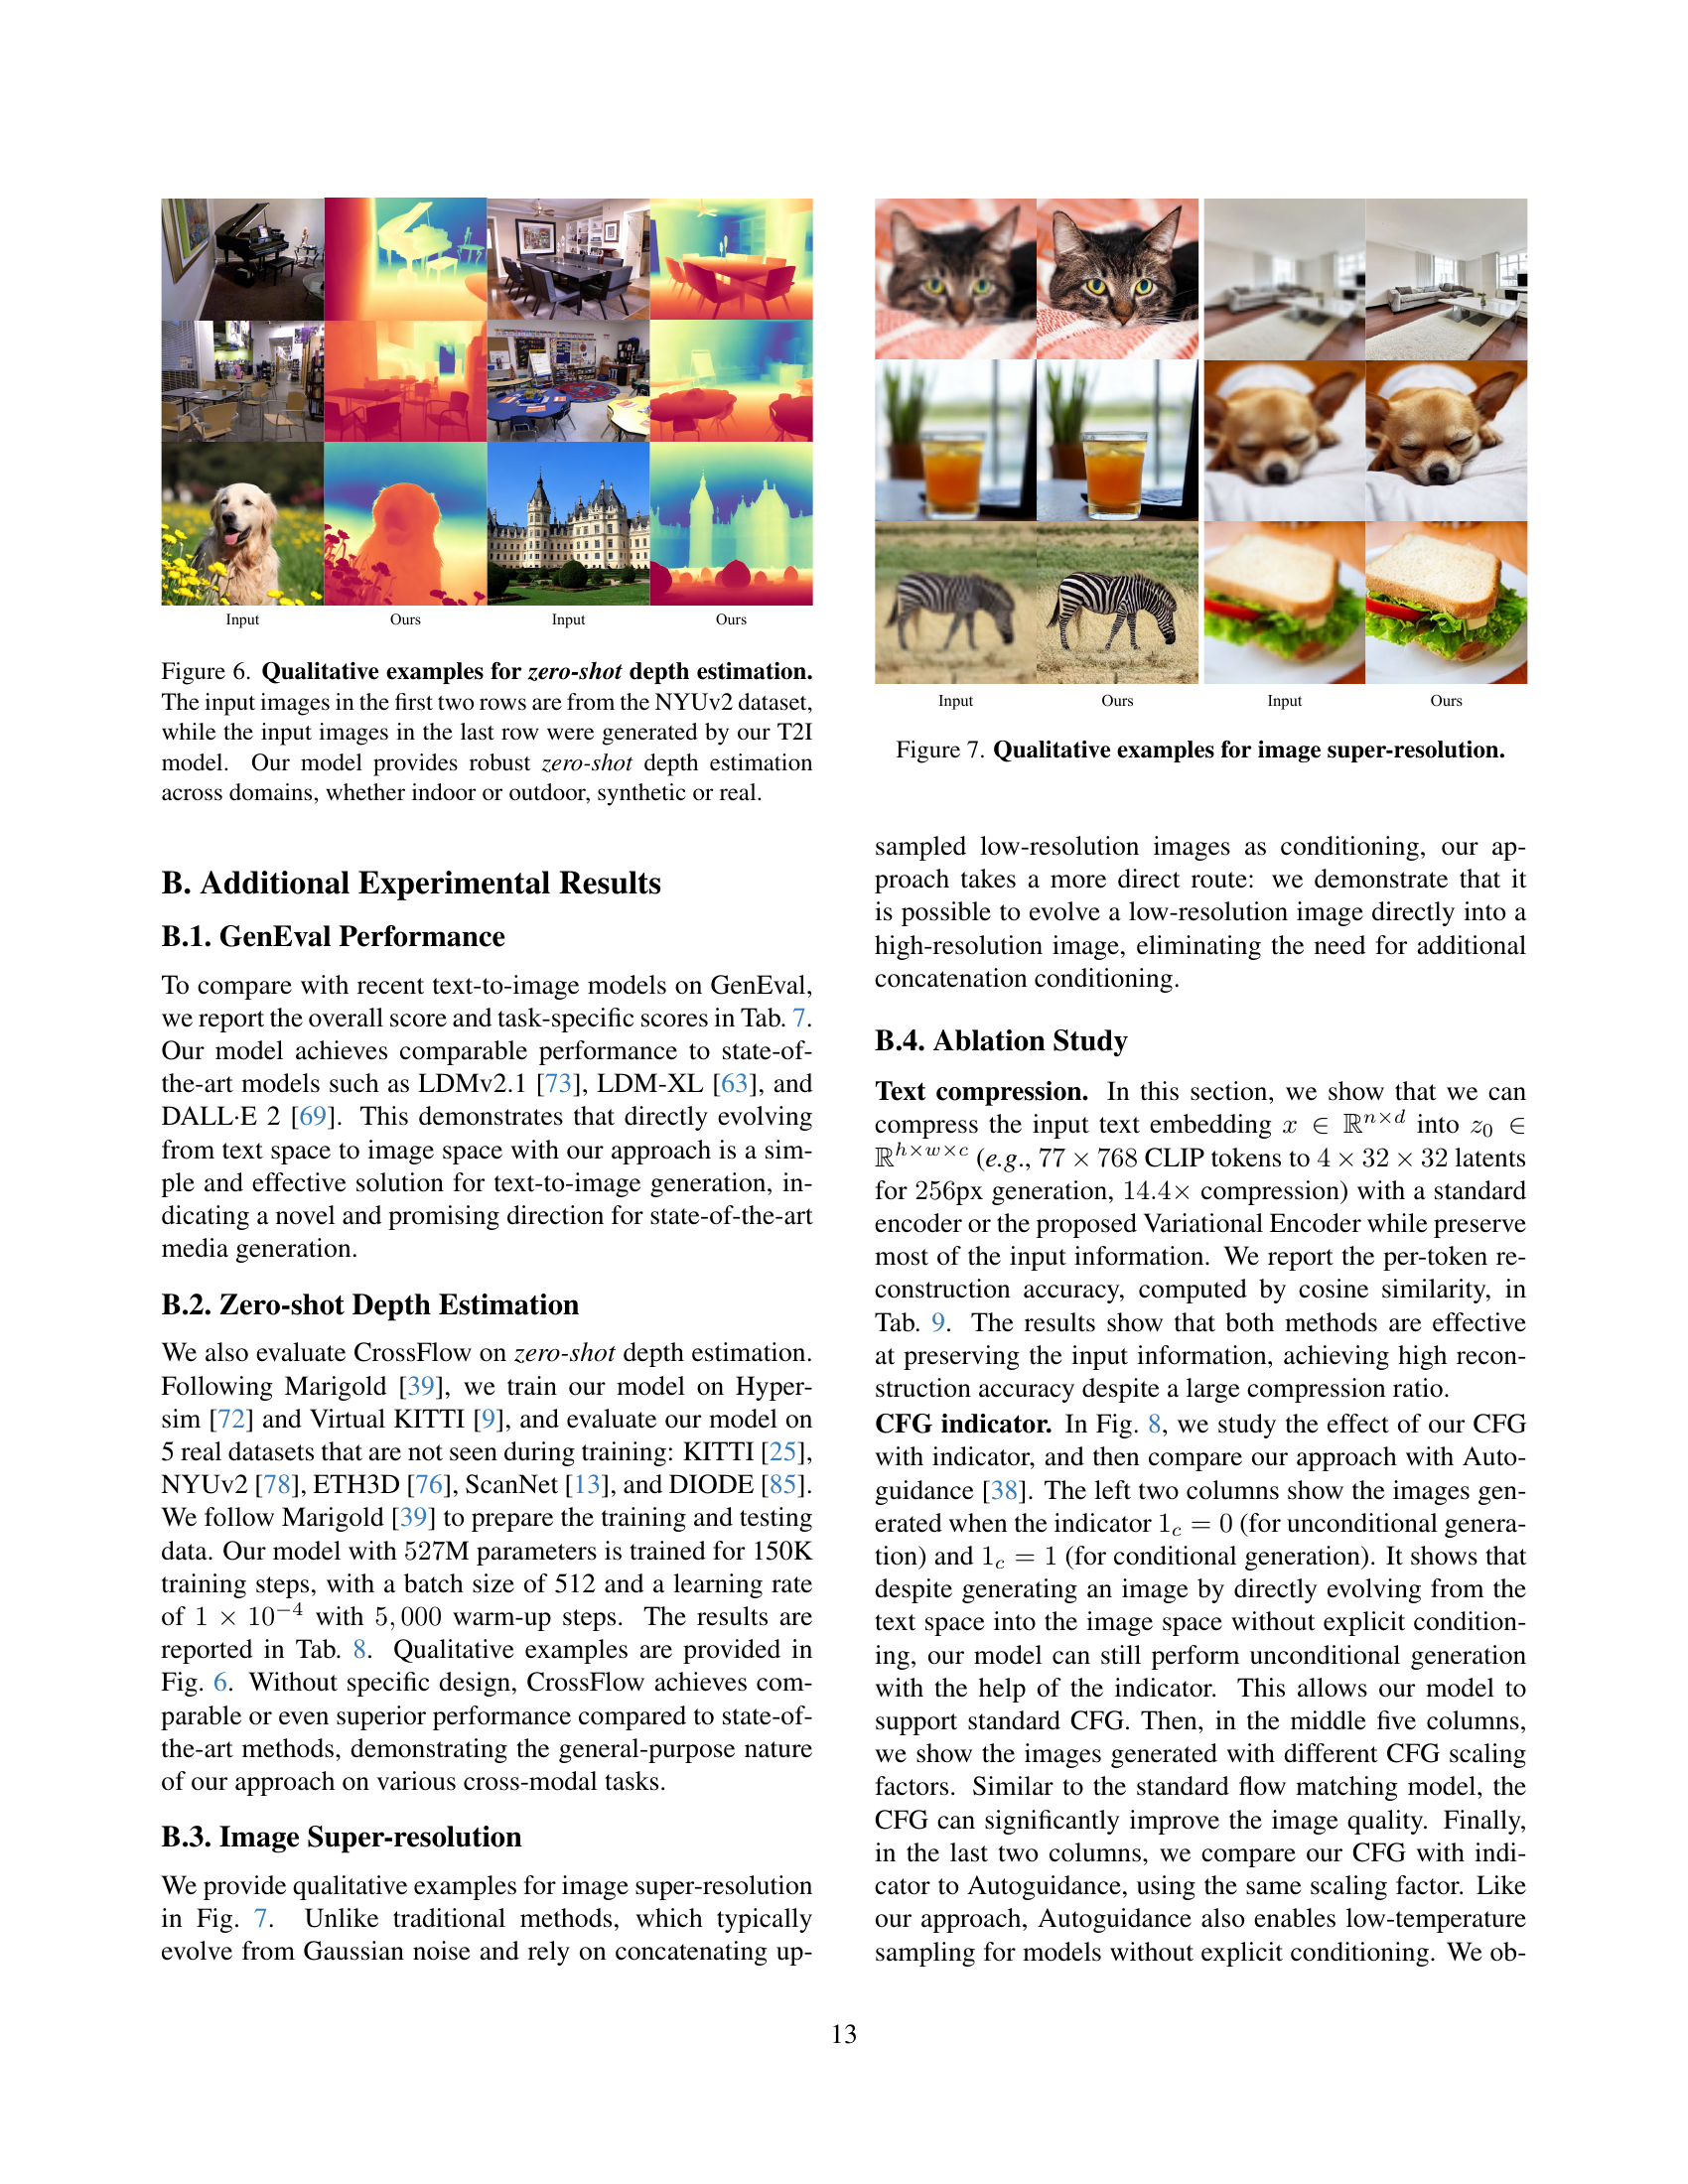 Input Ours Input Ours
Figure 6. Qualitative examples for zero-shot depth estimation.
The input images in the first two rows are from the NYUv2 dataset,
while the input images in the last row were generated by our T2I
model. Our model provides robust zero-shot depth estimation
across domains, whether indoor or outdoor, synthetic or real.
B. Additional Experimental Results
B.1. GenEval Performance
To compare with recent text-to-image models on GenEval,
we report the overall score and task-specific scores in Tab. 7.
Our model achieves comparable performance to state-of-
the-art models such as LDMv2.1 [73], LDM-XL [63], and
DALL·E 2 [69]. This demonstrates that directly evolving
from text space to image space with our approach is a sim-
ple and effective solution for text-to-image generation, in-
dicating a novel and promising direction for state-of-the-art
media generation.
B.2. Zero-shot Depth Estimation
We also evaluate CrossFlow on zero-shot depth estimation.
Following Marigold [39], we train our model on Hyper-
sim [72] and Virtual KITTI [9], and evaluate our model on
5 real datasets that are not seen during training: KITTI [25],
NYUv2 [78], ETH3D [76], ScanNet [13], and DIODE [85].
We follow Marigold [39] to prepare the training and testing
data. Our model with 527M parameters is trained for 150K
training steps, with a batch size of 512 and a learning rate
of 1 × 10⁻⁴ with 5,000 warm-up steps. The results are
reported in Tab. 8. Qualitative examples are provided in
Fig. 6. Without specific design, CrossFlow achieves com-
parable or even superior performance compared to state-of-
the-art methods, demonstrating the general-purpose nature
of our approach on various cross-modal tasks.
B.3. Image Super-resolution
We provide qualitative examples for image super-resolution
in Fig. 7. Unlike traditional methods, which typically
evolve from Gaussian noise and rely on concatenating up-
Input Ours Input Ours
Figure 7. Qualitative examples for image super-resolution.
sampled low-resolution images as conditioning, our ap-
proach takes a more direct route: we demonstrate that it
is possible to evolve a low-resolution image directly into a
high-resolution image, eliminating the need for additional
concatenation conditioning.
B.4. Ablation Study
Text compression. In this section, we show that we can
compress the input text embedding x ∈ ℝⁿˣᵈ into z₀ ∈
ℝʰˣʷˣᶜ (e.g., 77 × 768 CLIP tokens to 4 × 32 × 32 latents
for 256px generation, 14.4× compression) with a standard
encoder or the proposed Variational Encoder while preserve
most of the input information. We report the per-token re-
construction accuracy, computed by cosine similarity, in
Tab. 9. The results show that both methods are effective
at preserving the input information, achieving high recon-
struction accuracy despite a large compression ratio.
CFG indicator. In Fig. 8, we study the effect of our CFG
with indicator, and then compare our approach with Auto-
guidance [38]. The left two columns show the images gen-
erated when the indicator 1_c = 0 (for unconditional genera-
tion) and 1_c = 1 (for conditional generation). It shows that
despite generating an image by directly evolving from the
text space into the image space without explicit condition-
ing, our model can still perform unconditional generation
with the help of the indicator. This allows our model to
support standard CFG. Then, in the middle five columns,
we show the images generated with different CFG scaling
factors. Similar to the standard flow matching model, the
CFG can significantly improve the image quality. Finally,
in the last two columns, we compare our CFG with indi-
cator to Autoguidance, using the same scaling factor. Like
our approach, Autoguidance also enables low-temperature
sampling for models without explicit conditioning. We ob-
13